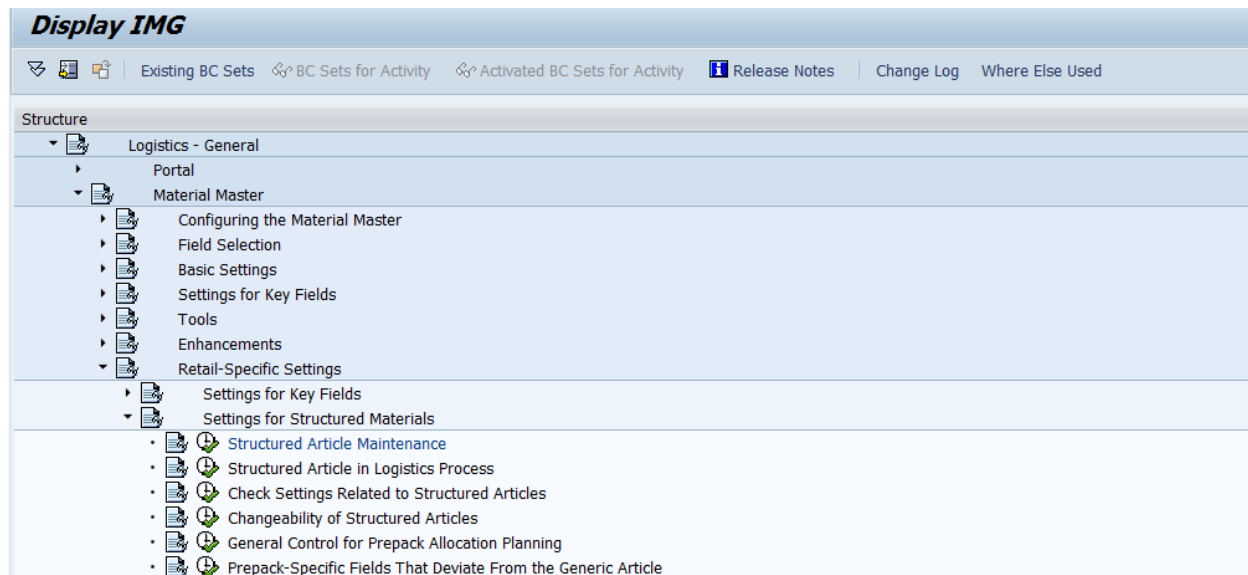 Display IMG
Existing BC Sets BC Sets for Activity Activated BC Sets for Activity Release Notes Change Log Where Else Used
Structure
Logistics - General
Portal
Material Master
Configuring the Material Master
Field Selection
Basic Settings
Settings for Key Fields
Tools
Enhancements
Retail-Specific Settings
Settings for Key Fields
Settings for Structured Materials
Structured Article Maintenance
Structured Article in Logistics Process
Check Settings Related to Structured Articles
Changeability of Structured Articles
General Control for Prepack Allocation Planning
Prepack-Specific Fields That Deviate From the Generic Article